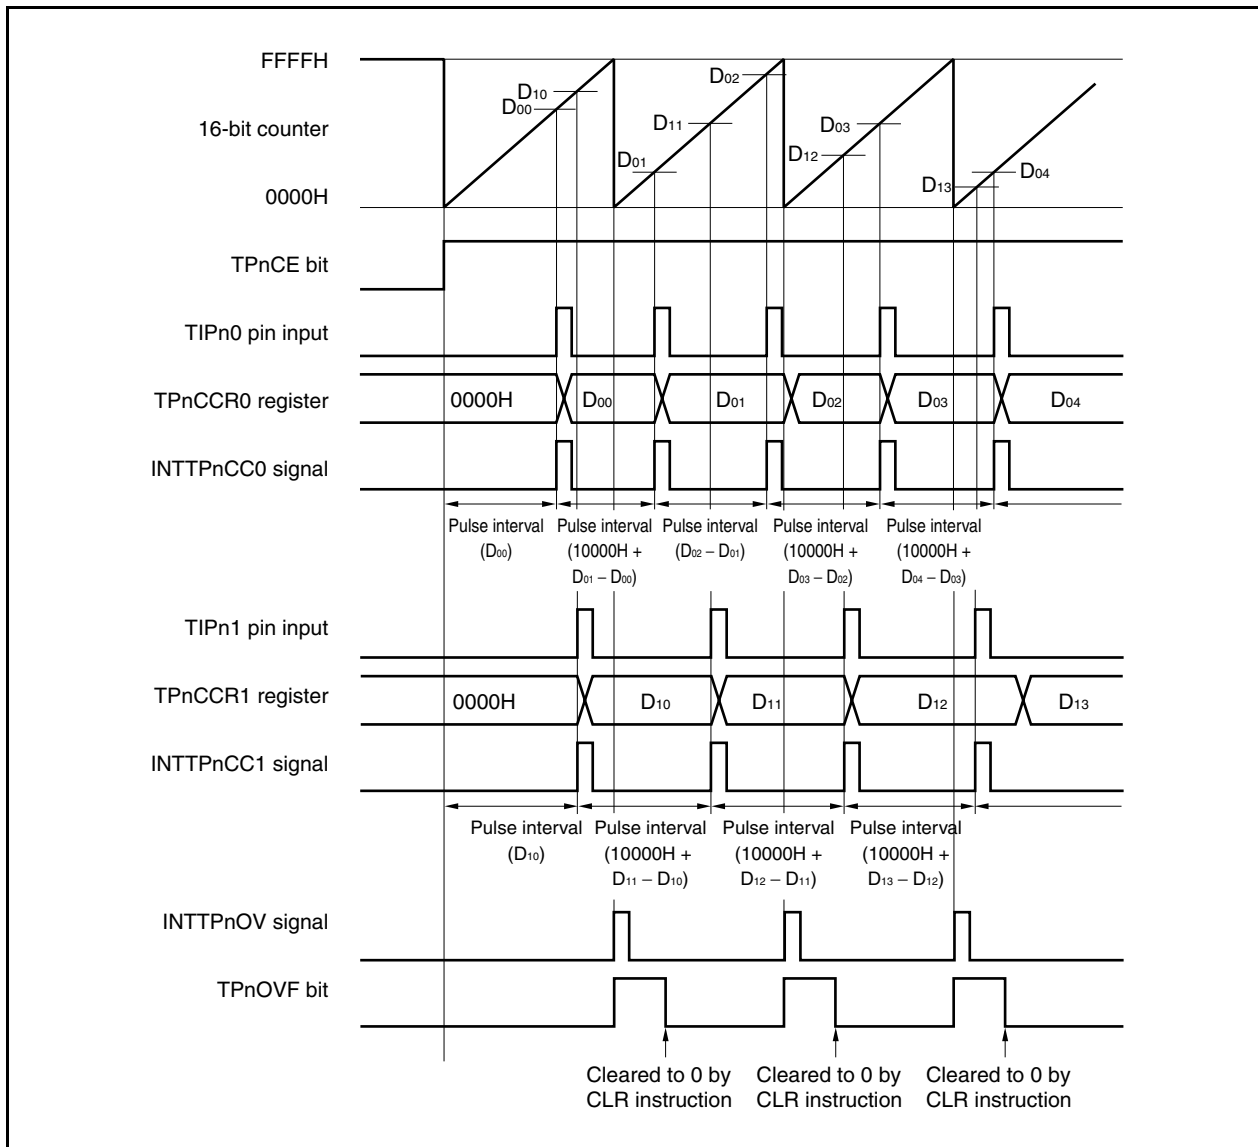 FFFFH
16-bit counter
0000H
D00
D10
D01
D11
D02
D12
D03
D13
D04
TPnCE bit
TIPn0 pin input
TPnCCR0 register
0000H
D00
D01
D02
D03
D04
INTTPnCC0 signal
Pulse interval
(D00)
Pulse interval
(10000H +
D01 – D00)
Pulse interval
(D02 – D01)
Pulse interval
(10000H +
D03 – D02)
Pulse interval
(10000H +
D04 – D03)
TIPn1 pin input
TPnCCR1 register
0000H
D10
D11
D12
D13
INTTPnCC1 signal
Pulse interval
(D10)
Pulse interval
(10000H +
D11 – D10)
Pulse interval
(10000H +
D12 – D11)
Pulse interval
(10000H +
D13 – D12)
INTTPnOV signal
TPnOVF bit
Cleared to 0 by
CLR instruction
Cleared to 0 by
CLR instruction
Cleared to 0 by
CLR instruction